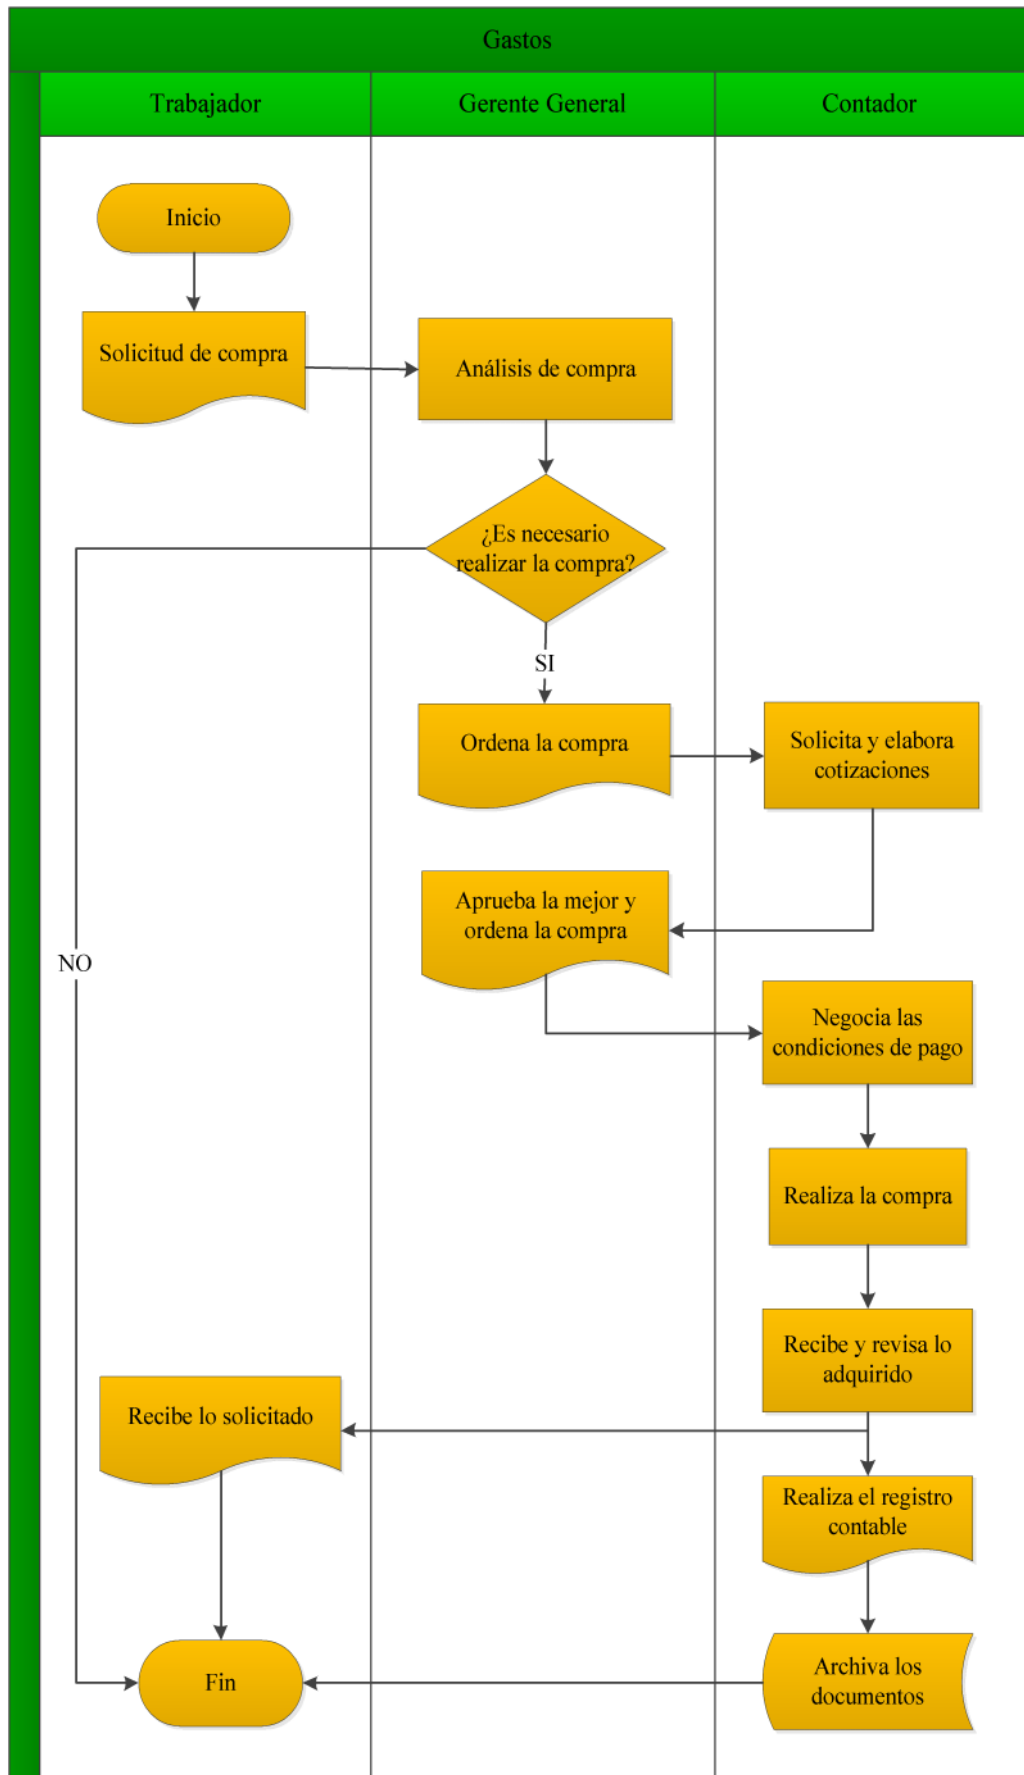 Gastos
Trabajador
Gerente General
Contador
Inicio
Solicitud de compra
Análisis de compra
¿Es necesario
realizar la compra?
SI
Ordena la compra
Solicita y elabora
cotizaciones
Aprueba la mejor y
ordena la compra
NO
Negocia las
condiciones de pago
Realiza la compra
Recibe y revisa lo
adquirido
Recibe lo solicitado
Realiza el registro
contable
Archiva los
documentos
Fin